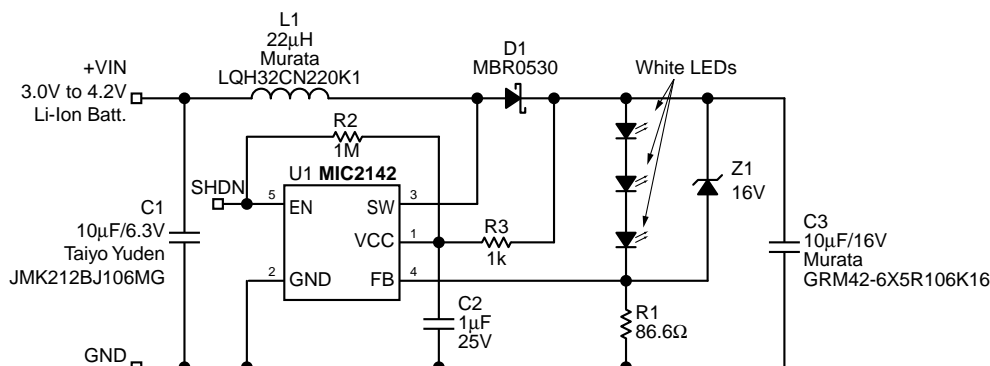 L1
22µH
Murata
LQH32CN220K1
D1
MBR0530
White LEDs
+VIN
3.0V to 4.2V
Li-Ion Batt.
R2
1M
U1 MIC2142
SHDN
5
EN
SW
3
VCC
1
2
GND
FB
4
R3
1k
Z1
16V
C1
10µF/6.3V
Taiyo Yuden
JMK212BJ106MG
C3
10µF/16V
Murata
GRM42-6X5R106K16
C2
1µF
25V
R1
86.6Ω
GND